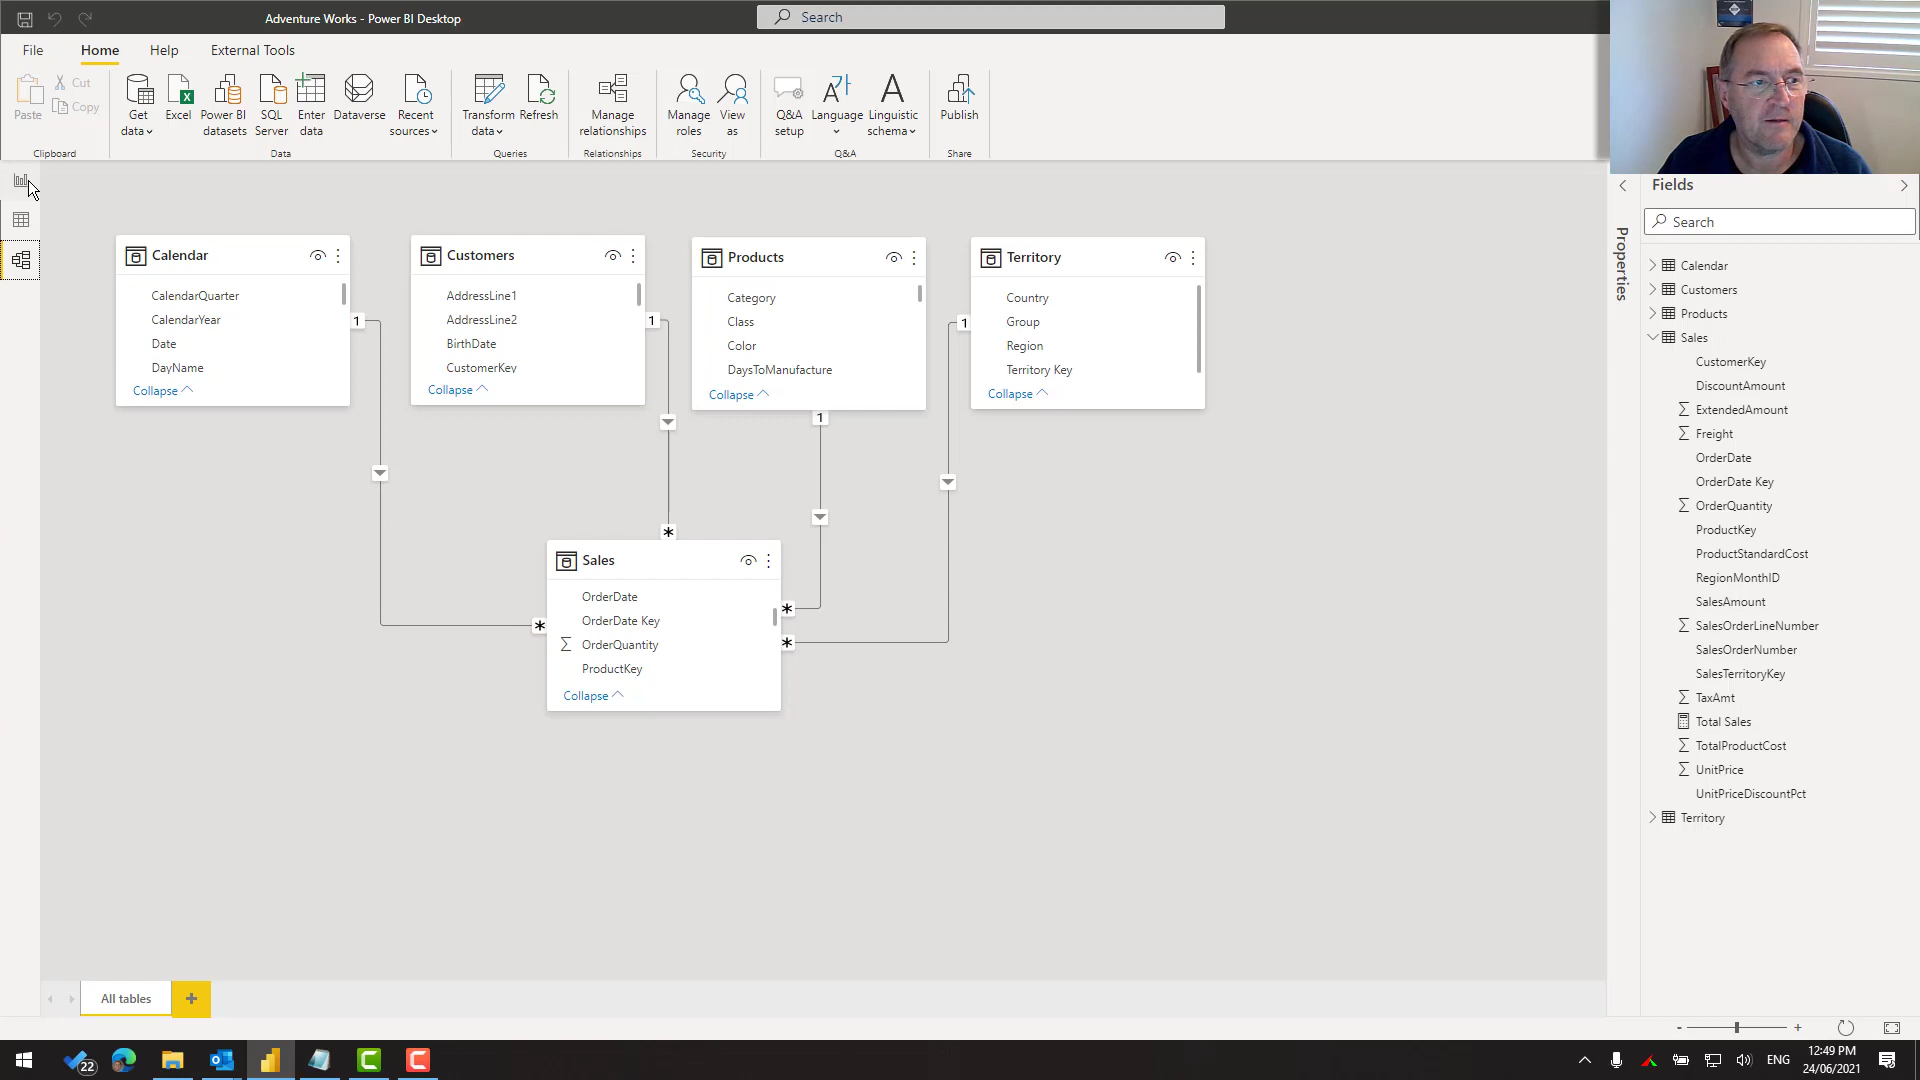 Adventure Works - Power BI Desktop
Search
File
Home
Help
External Tools
Paste
Cut
Copy
Get data
Excel
Power BI datasets
SQL Server
Enter data
Dataverse
Recent sources
Transform data
Refresh
Manage relationships
Manage roles
View as
Q&A setup
Language
Linguistic schema
Publish
Clipboard
Data
Queries
Relationships
Security
Q&A
Share
Calendar
CalendarQuarter
CalendarYear
Date
DayName
Collapse
1
Customers
AddressLine1
AddressLine2
BirthDate
CustomerKey
Collapse
1
Products
Category
Class
Color
DaysToManufacture
Collapse
1
Territory
Country
Group
Region
Territory Key
Collapse
1
*
*
*
*
Sales
OrderDate
OrderDate Key
∑ OrderQuantity
ProductKey
Collapse
Properties
Fields
Search
Calendar
Customers
Products
Sales
CustomerKey
DiscountAmount
∑ ExtendedAmount
∑ Freight
OrderDate
OrderDate Key
∑ OrderQuantity
ProductKey
ProductStandardCost
RegionMonthID
SalesAmount
∑ SalesOrderLineNumber
SalesOrderNumber
SalesTerritoryKey
∑ TaxAmt
Total Sales
∑ TotalProductCost
∑ UnitPrice
UnitPriceDiscountPct
Territory
All tables
+
- +
22
ENG
12:49 PM
24/06/2021